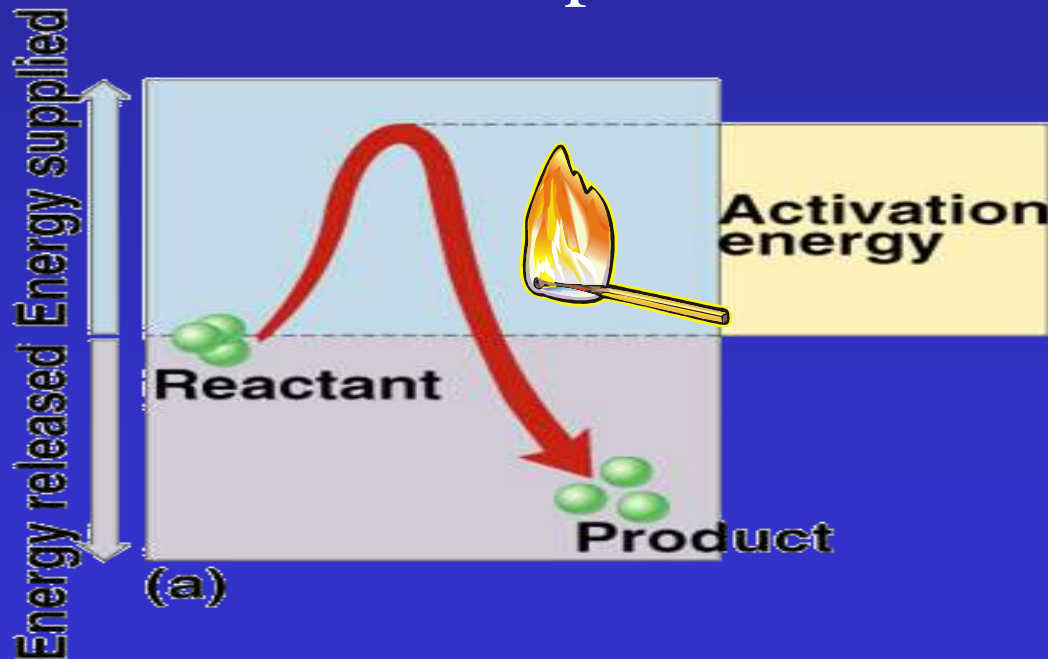 Energy supplied
Activation
energy
Reactant
Energy released
Product
(a)